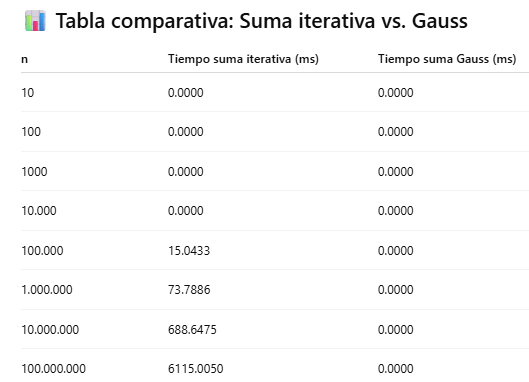 Tabla comparativa: Suma iterativa vs. Gauss
n Tiempo suma iterativa (ms) Tiempo suma Gauss (ms)
10 0.0000 0.0000
100 0.0000 0.0000
1000 0.0000 0.0000
10.000 0.0000 0.0000
100.000 15.0433 0.0000
1.000.000 73.7886 0.0000
10.000.000 688.6475 0.0000
100.000.000 6115.0050 0.0000